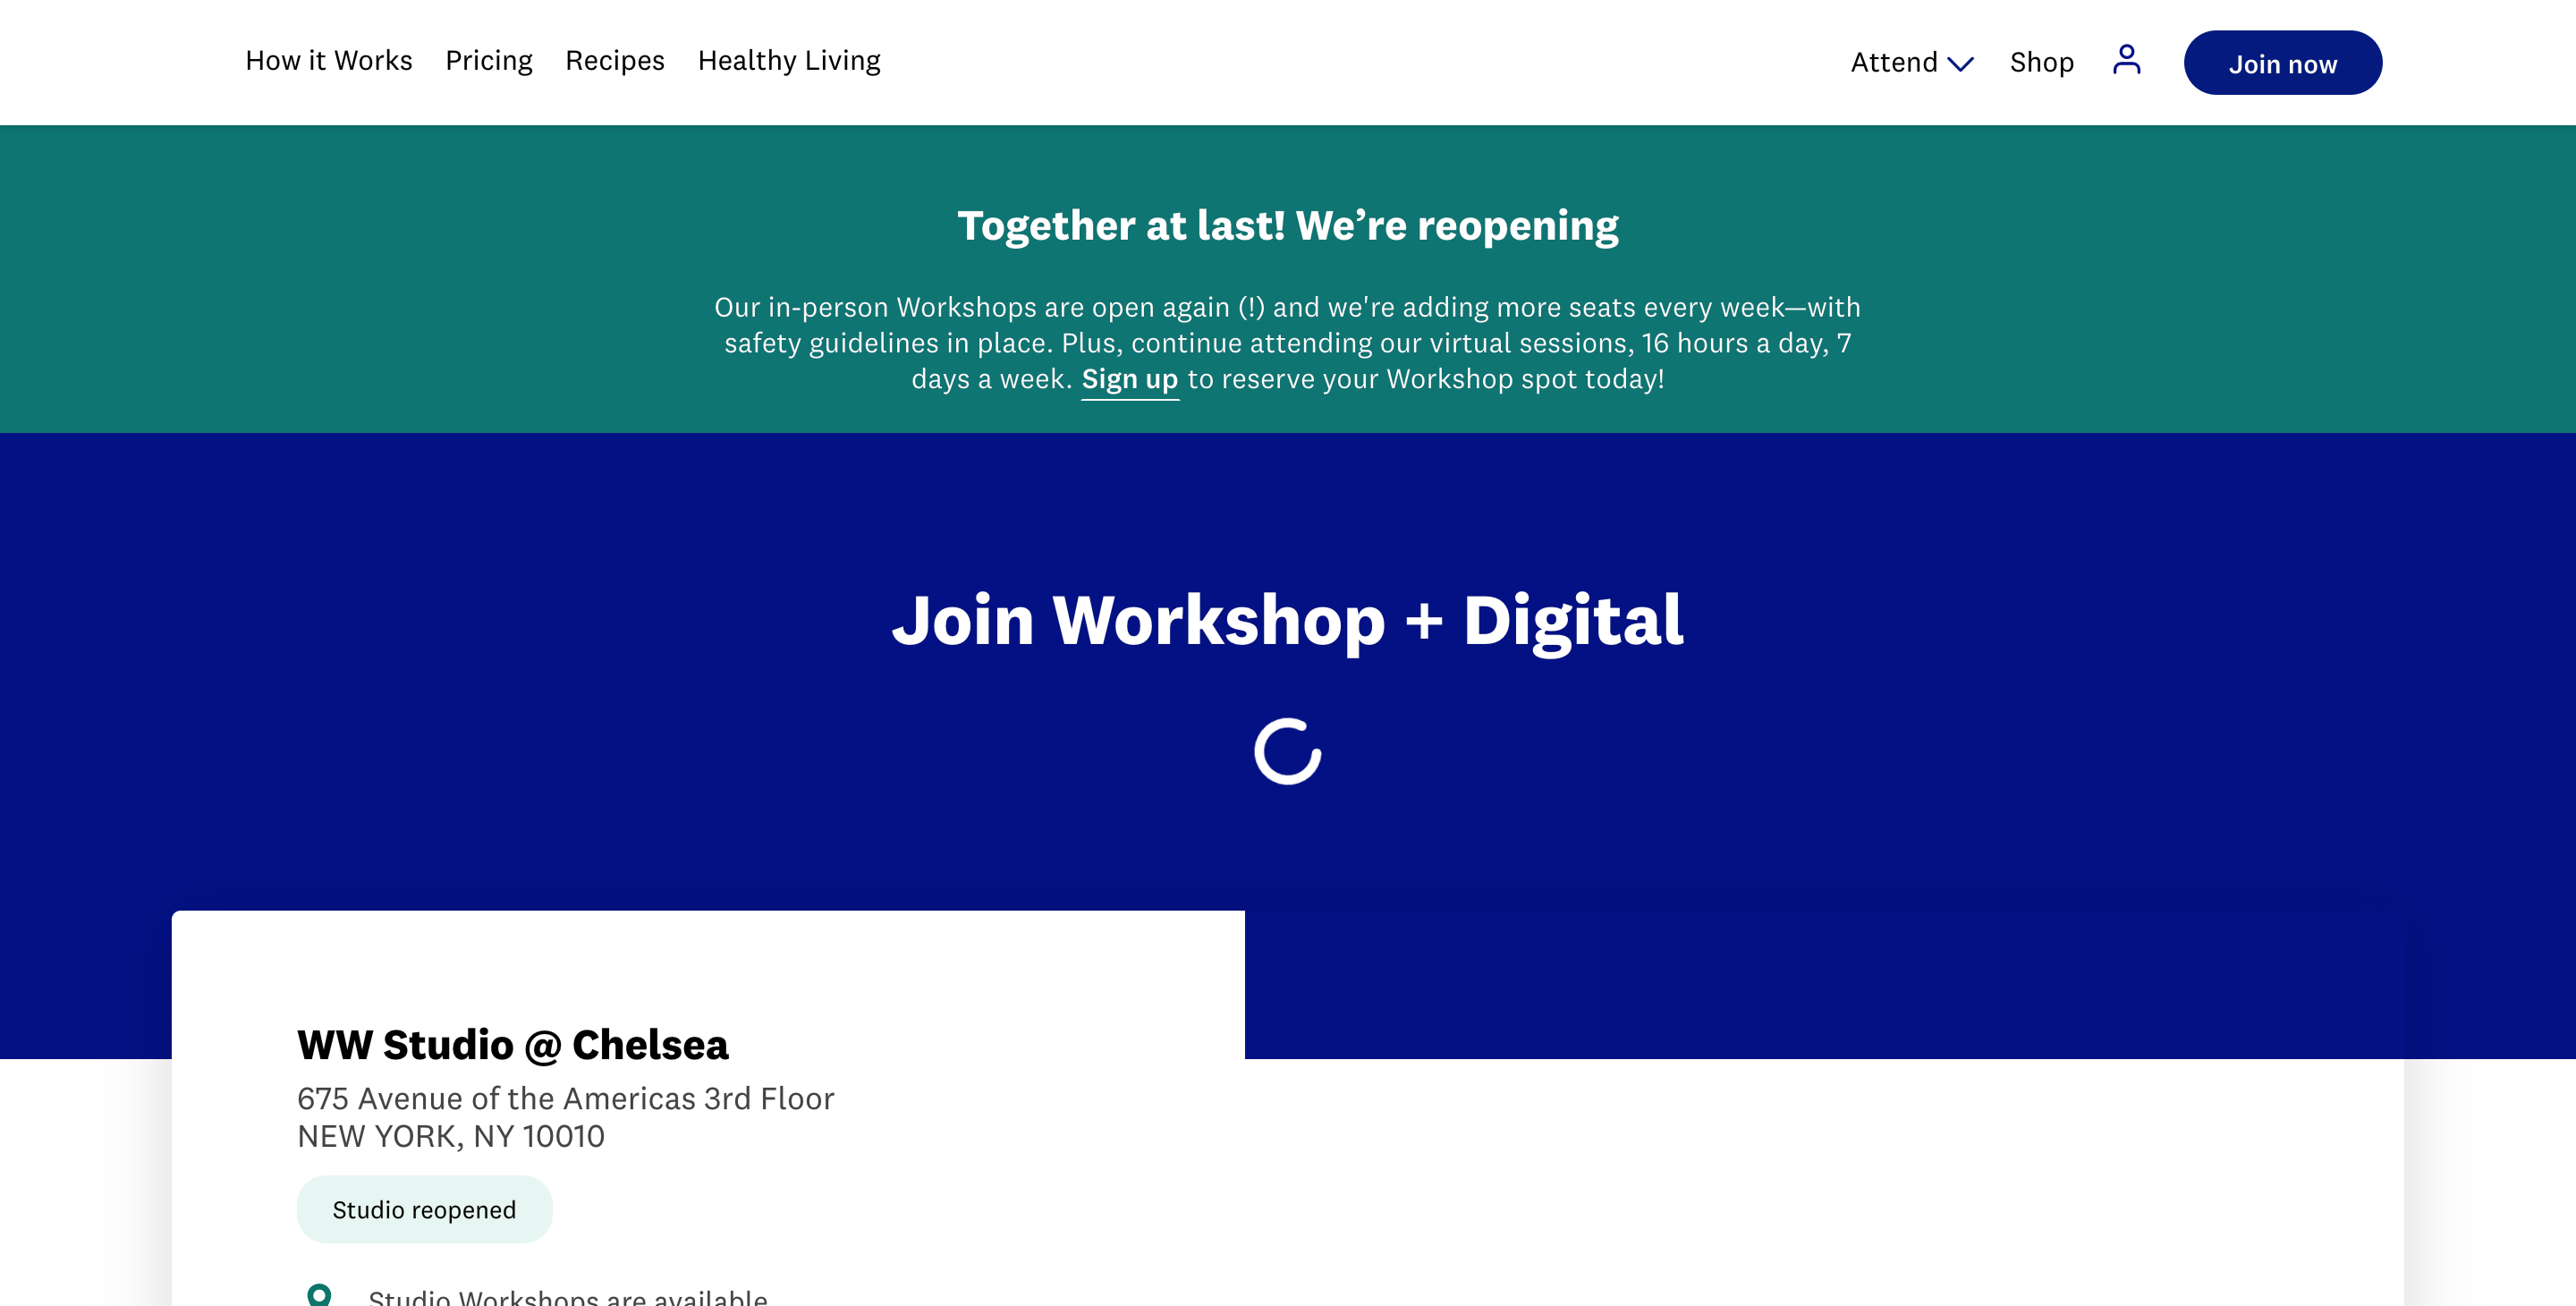 How it Works Pricing Recipes Healthy Living Attend Shop Join now
Together at last! We’re reopening
Our in-person Workshops are open again (!) and we're adding more seats every week—with
safety guidelines in place. Plus, continue attending our virtual sessions, 16 hours a day, 7
days a week. Sign up to reserve your Workshop spot today!
Join Workshop + Digital
WW Studio @ Chelsea
675 Avenue of the Americas 3rd Floor
NEW YORK, NY 10010
Studio reopened
Studio Workshops are available